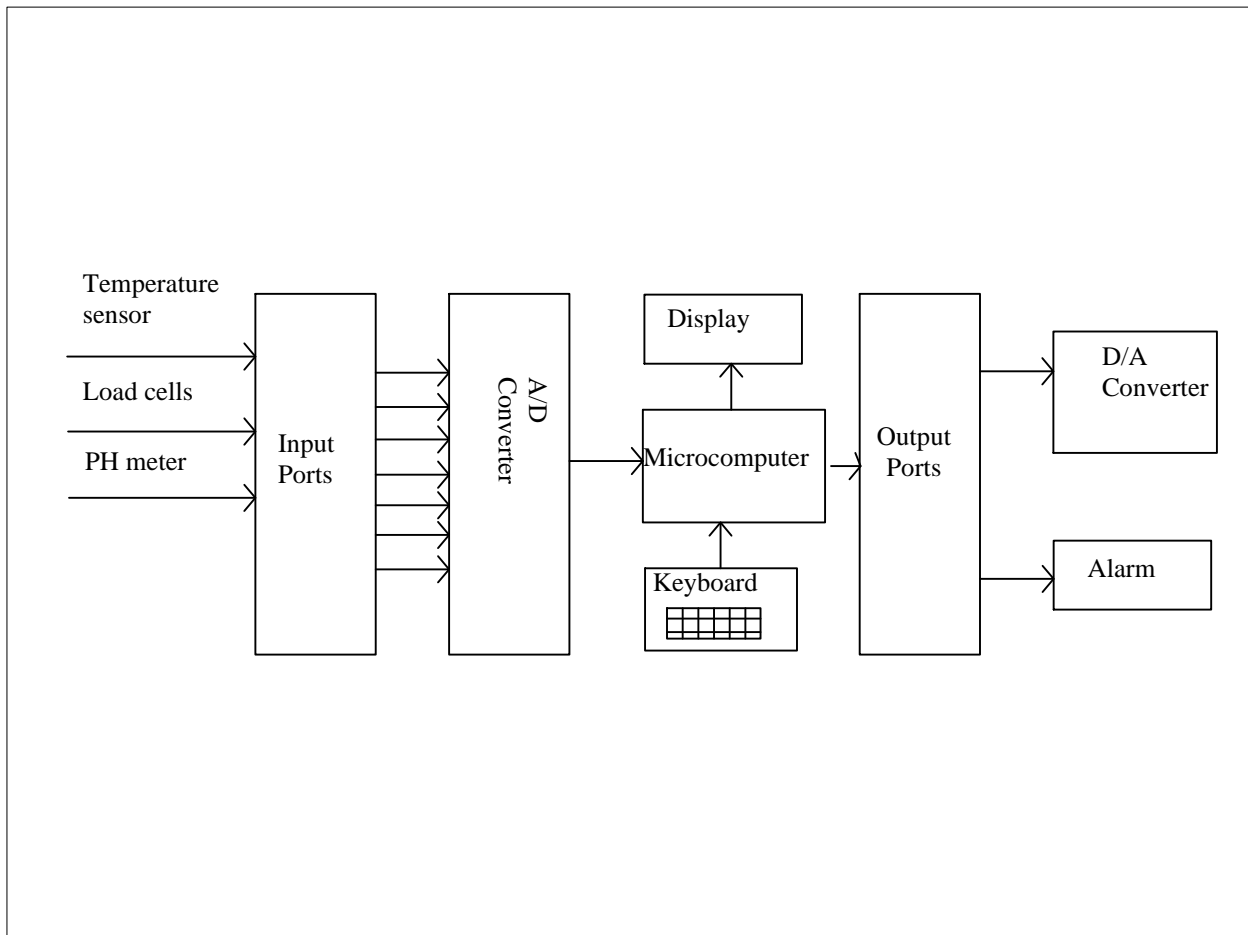 Temperature
sensor
Load cells
PH meter
Input
Ports
A/D
Converter
Display
Microcomputer
Keyboard
Output
Ports
D/A
Converter
Alarm